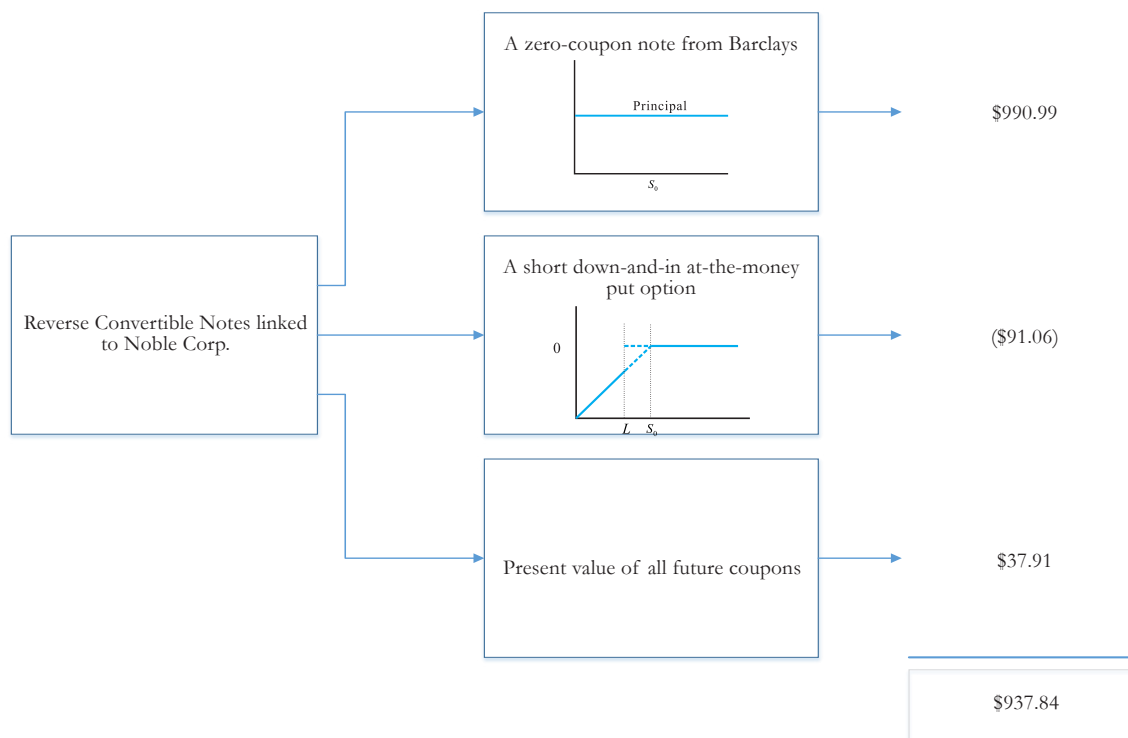 A zero-coupon note from Barclays
Principal
S₀
$990.99
Reverse Convertible Notes linked
to Noble Corp.
A short down-and-in at-the-money
put option
0
L S₀
($91.06)
Present value of all future coupons
$37.91
$937.84